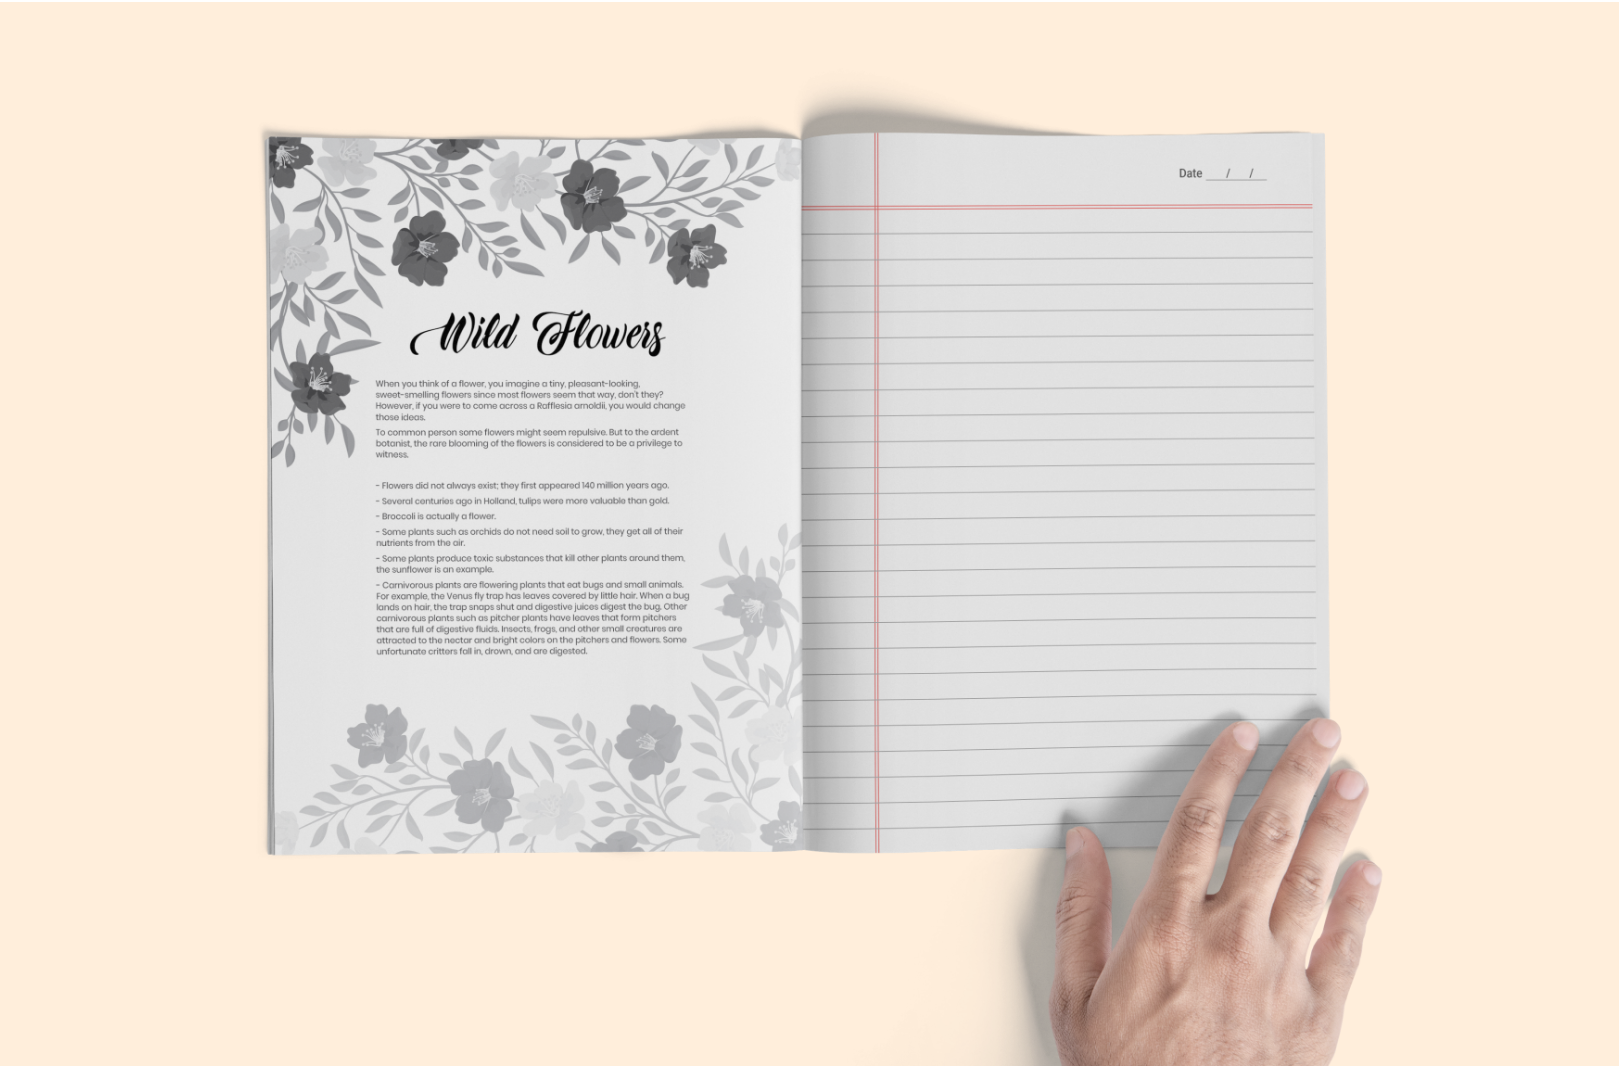 Wild Flowers
When you think of a flower, you imagine a tiny, pleasant-looking,
sweet-smelling flowers since most flowers seem that way, don't they?
However, if you were to come across a Rafflesia arnoldii, you would change
those ideas.
To common person some flowers might seem repulsive. But to the ardent
botanist, the rare blooming of the flowers is considered to be a privilege to
witness.
- Flowers did not always exist; they first appeared 140 million years ago.
- Several centuries ago in Holland, tulips were more valuable than gold.
- Broccoli is actually a flower.
- Some plants such as orchids do not need soil to grow, they get all of their
nutrients from the air.
- Some plants produce toxic substances that kill other plants around them,
the sunflower is an example.
- Carnivorous plants are flowering plants that eat bugs and small animals.
For example, the Venus fly trap has leaves covered by little hair. When a bug
lands on hair, the trap snaps shut and digestive juices digest the bug. Other
carnivorous plants such as pitcher plants have leaves that form pitchers
that are full of digestive fluids. Insects, frogs, and other small creatures are
attracted to the nectar and bright colors on the pitchers and flowers. Some
unfortunate critters fall in, drown, and are digested.
Date ___/___/___